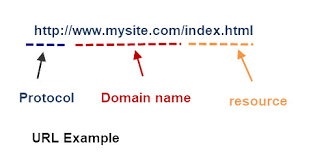 http://www.mysite.com/index.html
Protocol Domain name resource
URL Example